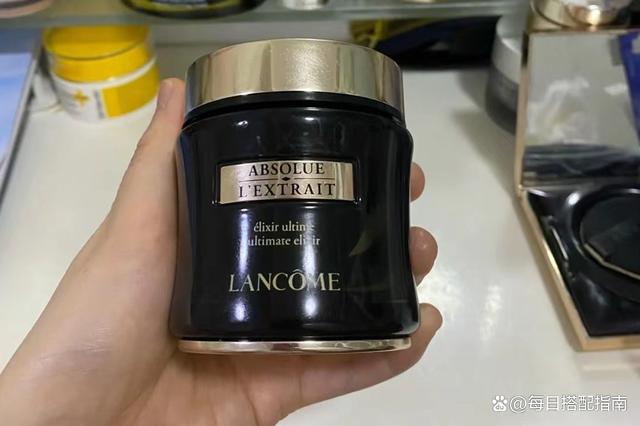 ABSOLUE
L'EXTRAIT
élixir ultime
ultimate elixir
LANCÔME
@每日搭配指南